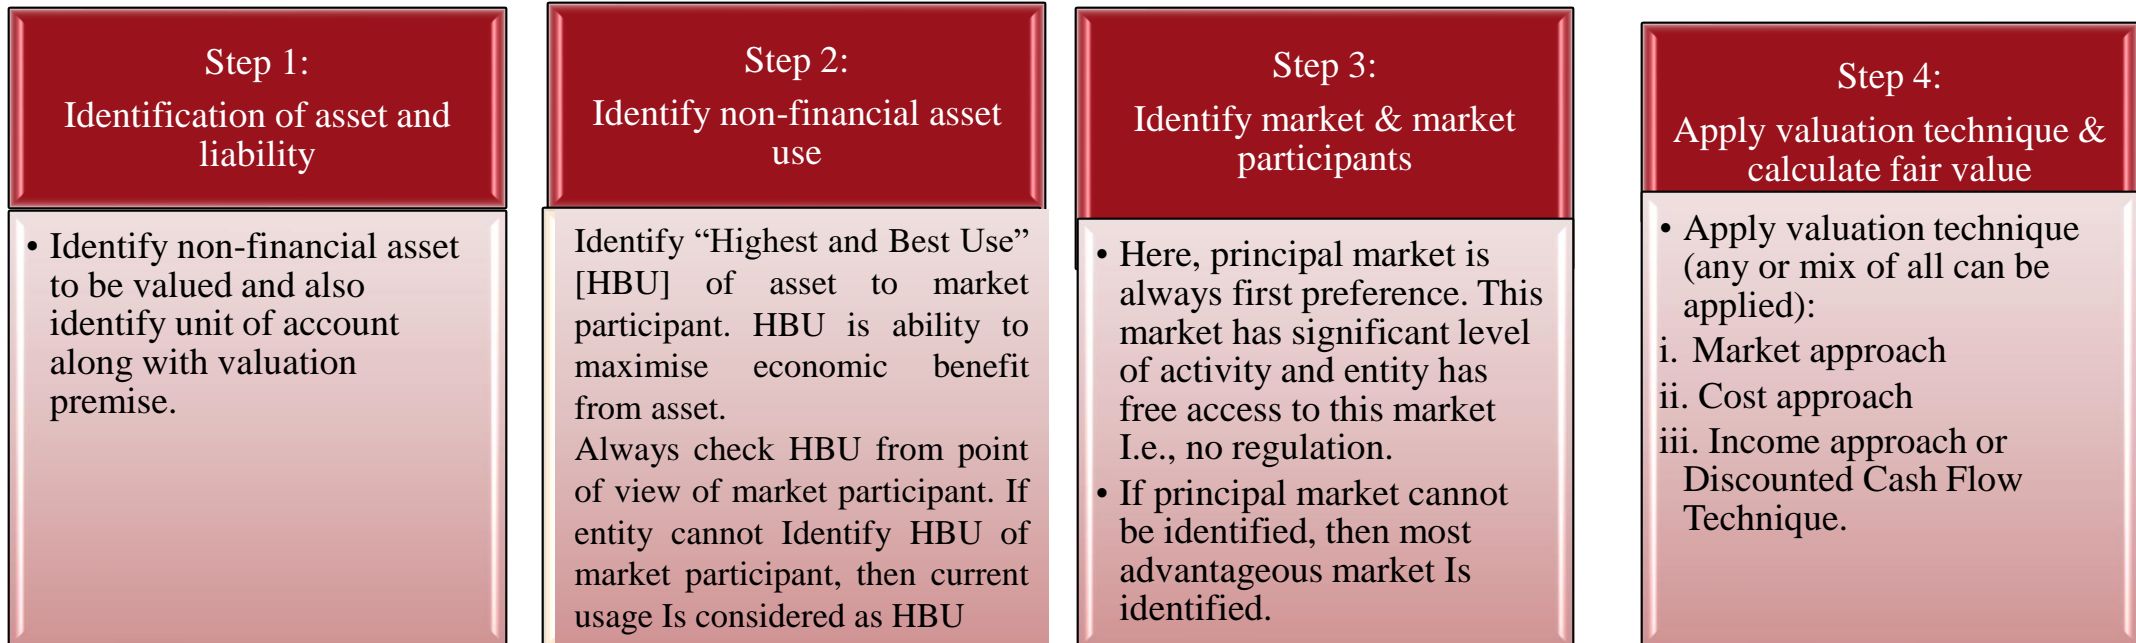 Step 1:
Identification of asset and
liability
• Identify non-financial asset
to be valued and also
identify unit of account
along with valuation
premise.
Step 2:
Identify non-financial asset
use
Identify “Highest and Best Use”
[HBU] of asset to market
participant. HBU is ability to
maximise economic benefit
from asset.
Always check HBU from point
of view of market participant. If
entity cannot Identify HBU of
market participant, then current
usage Is considered as HBU
Step 3:
Identify market & market
participants
• Here, principal market is
always first preference. This
market has significant level
of activity and entity has
free access to this market
I.e., no regulation.
• If principal market cannot
be identified, then most
advantageous market Is
identified.
Step 4:
Apply valuation technique &
calculate fair value
• Apply valuation technique
(any or mix of all can be
applied):
i. Market approach
ii. Cost approach
iii. Income approach or
Discounted Cash Flow
Technique.